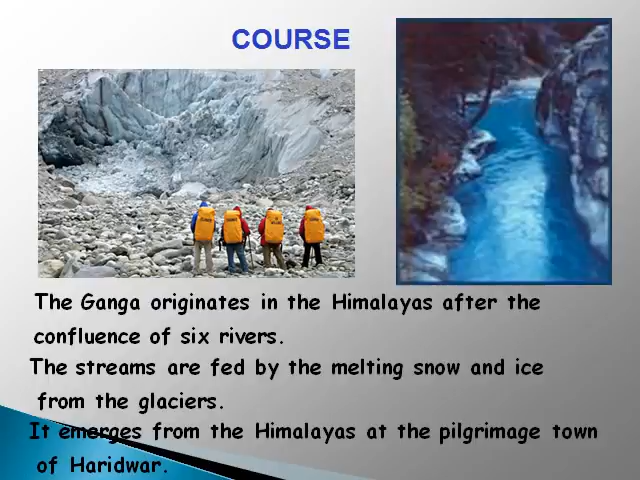 COURSE
The Ganga originates in the Himalayas after the
confluence of six rivers.
The streams are fed by the melting snow and ice
from the glaciers.
It emerges from the Himalayas at the pilgrimage town
of Haridwar.